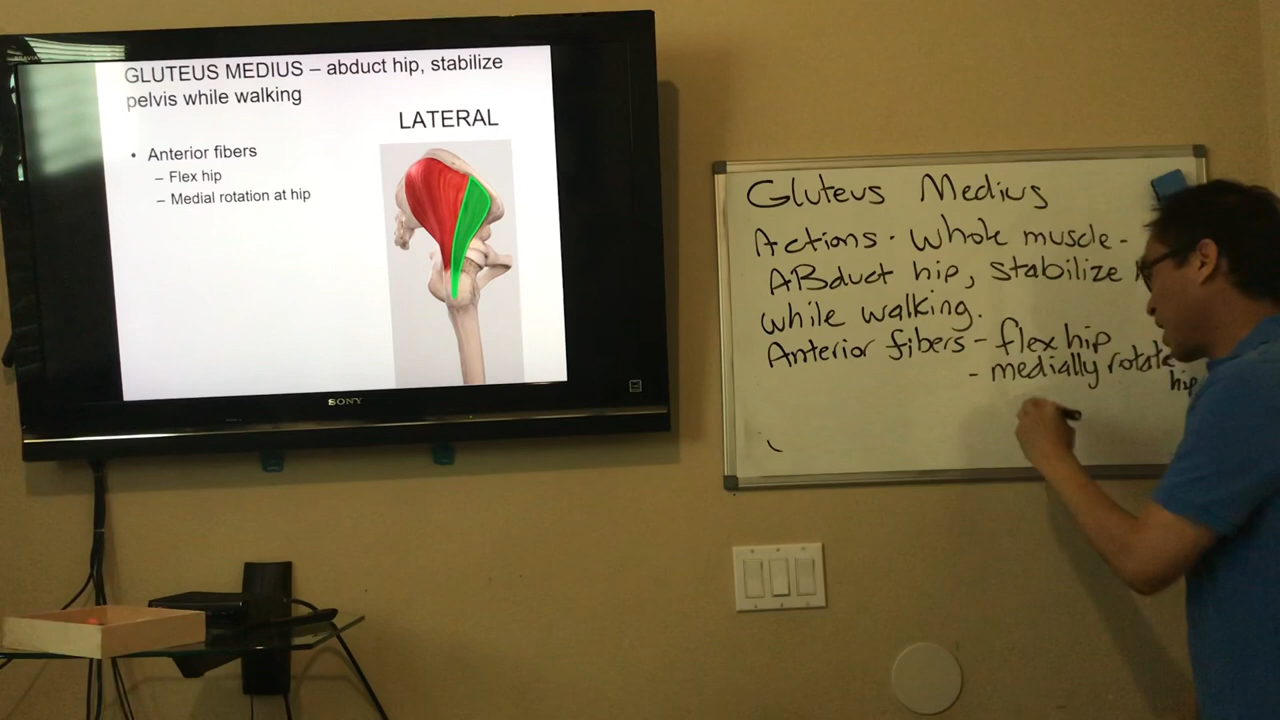 GLUTEUS MEDIUS – abduct hip, stabilize
pelvis while walking
LATERAL
• Anterior fibers
– Flex hip
– Medial rotation at hip
SONY
Gluteus Medius
Actions - Whole muscle -
ABduct hip, stabilize
while walking.
Anterior fibers - flex hip
- medially rotate
hip